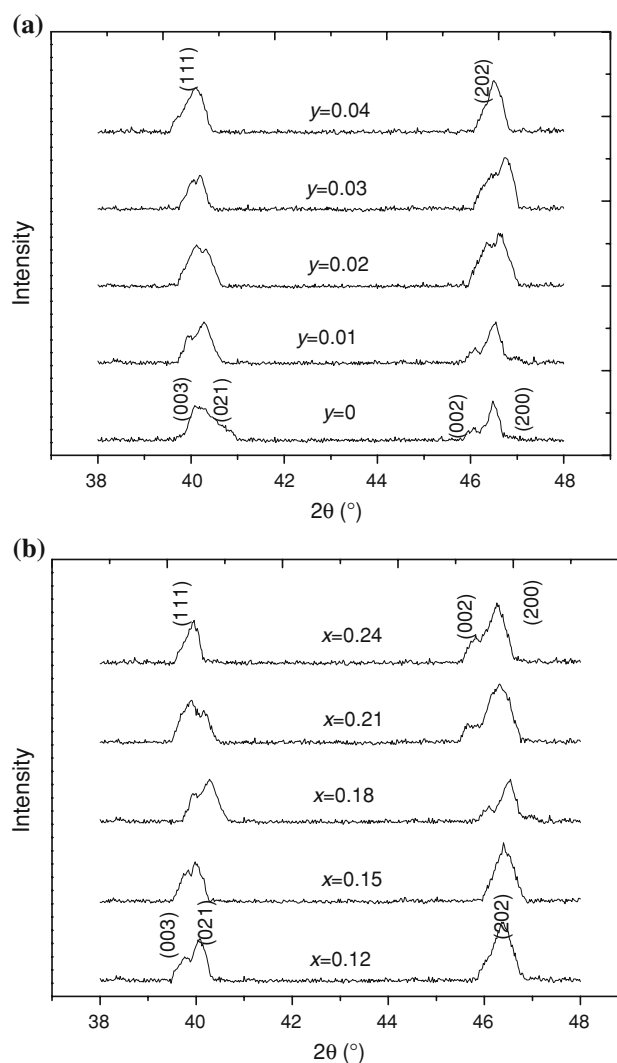 (a)
(111)
(202)
y=0.04
y=0.03
y=0.02
y=0.01
(003)
(021)
y=0
(002)
(200)
Intensity
38 40 42 44 46 48
2θ (°)
(b)
(111)
(002)
(200)
x=0.24
x=0.21
x=0.18
x=0.15
(003)
(021)
(202)
x=0.12
Intensity
38 40 42 44 46 48
2θ (°)